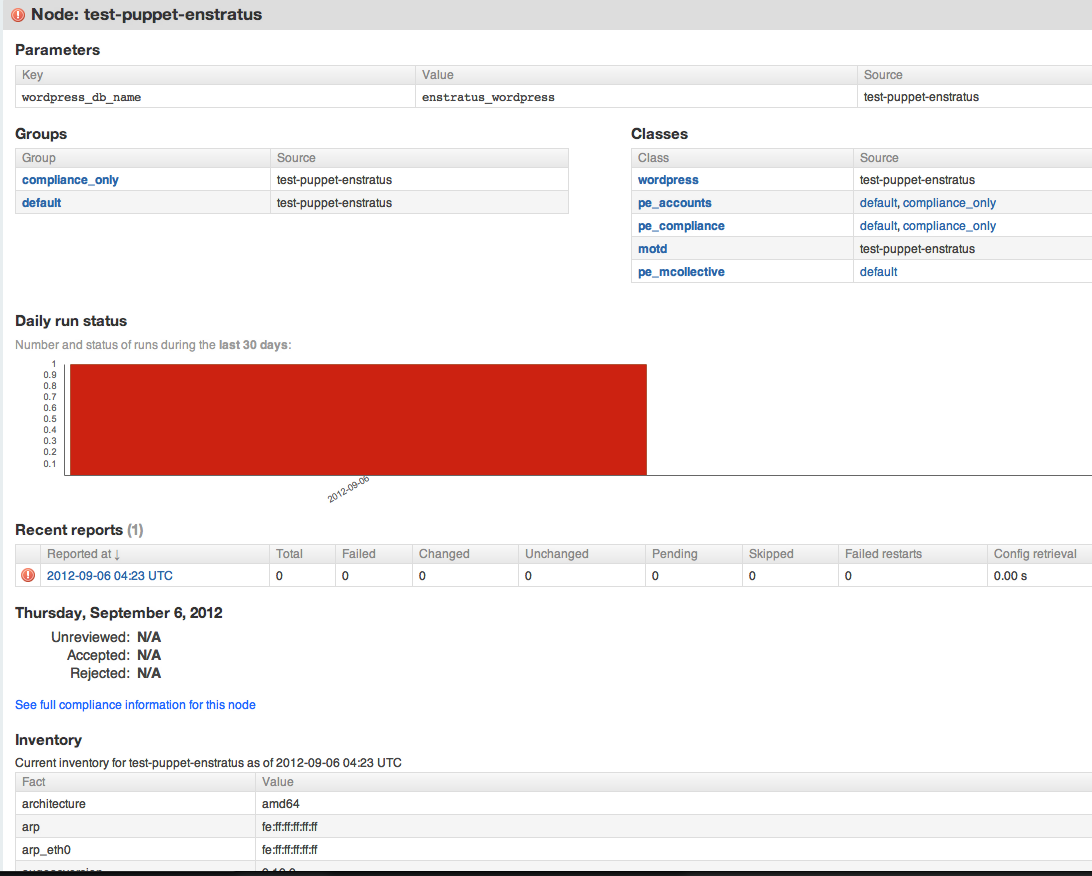 Node: test-puppet-enstratus
Parameters
Key Value Source
wordpress_db_name enstratus_wordpress test-puppet-enstratus
Groups
Group Source
compliance_only test-puppet-enstratus
default test-puppet-enstratus
Classes
Class Source
wordpress test-puppet-enstratus
pe_accounts default, compliance_only
pe_compliance default, compliance_only
motd test-puppet-enstratus
pe_mcollective default
Daily run status
Number and status of runs during the last 30 days:
1
0.9
0.8
0.7
0.6
0.5
0.4
0.3
0.2
0.1
2012-09-06
Recent reports (1)
Reported at ↓ Total Failed Changed Unchanged Pending Skipped Failed restarts Config retrieval
2012-09-06 04:23 UTC 0 0 0 0 0 0 0 0.00 s
Thursday, September 6, 2012
Unreviewed: N/A
Accepted: N/A
Rejected: N/A
See full compliance information for this node
Inventory
Current inventory for test-puppet-enstratus as of 2012-09-06 04:23 UTC
Fact Value
architecture amd64
arp fe:ff:ff:ff:ff:ff
arp_eth0 fe:ff:ff:ff:ff:ff